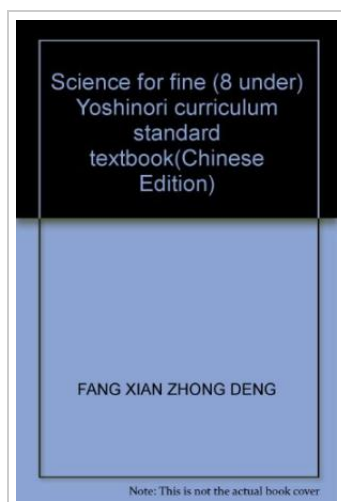 Science for fine (8 under)
Yoshinori curriculum
standard
textbook(Chinese
Edition)
FANG XIAN ZHONG DENG
Note: This is not the actual book cover